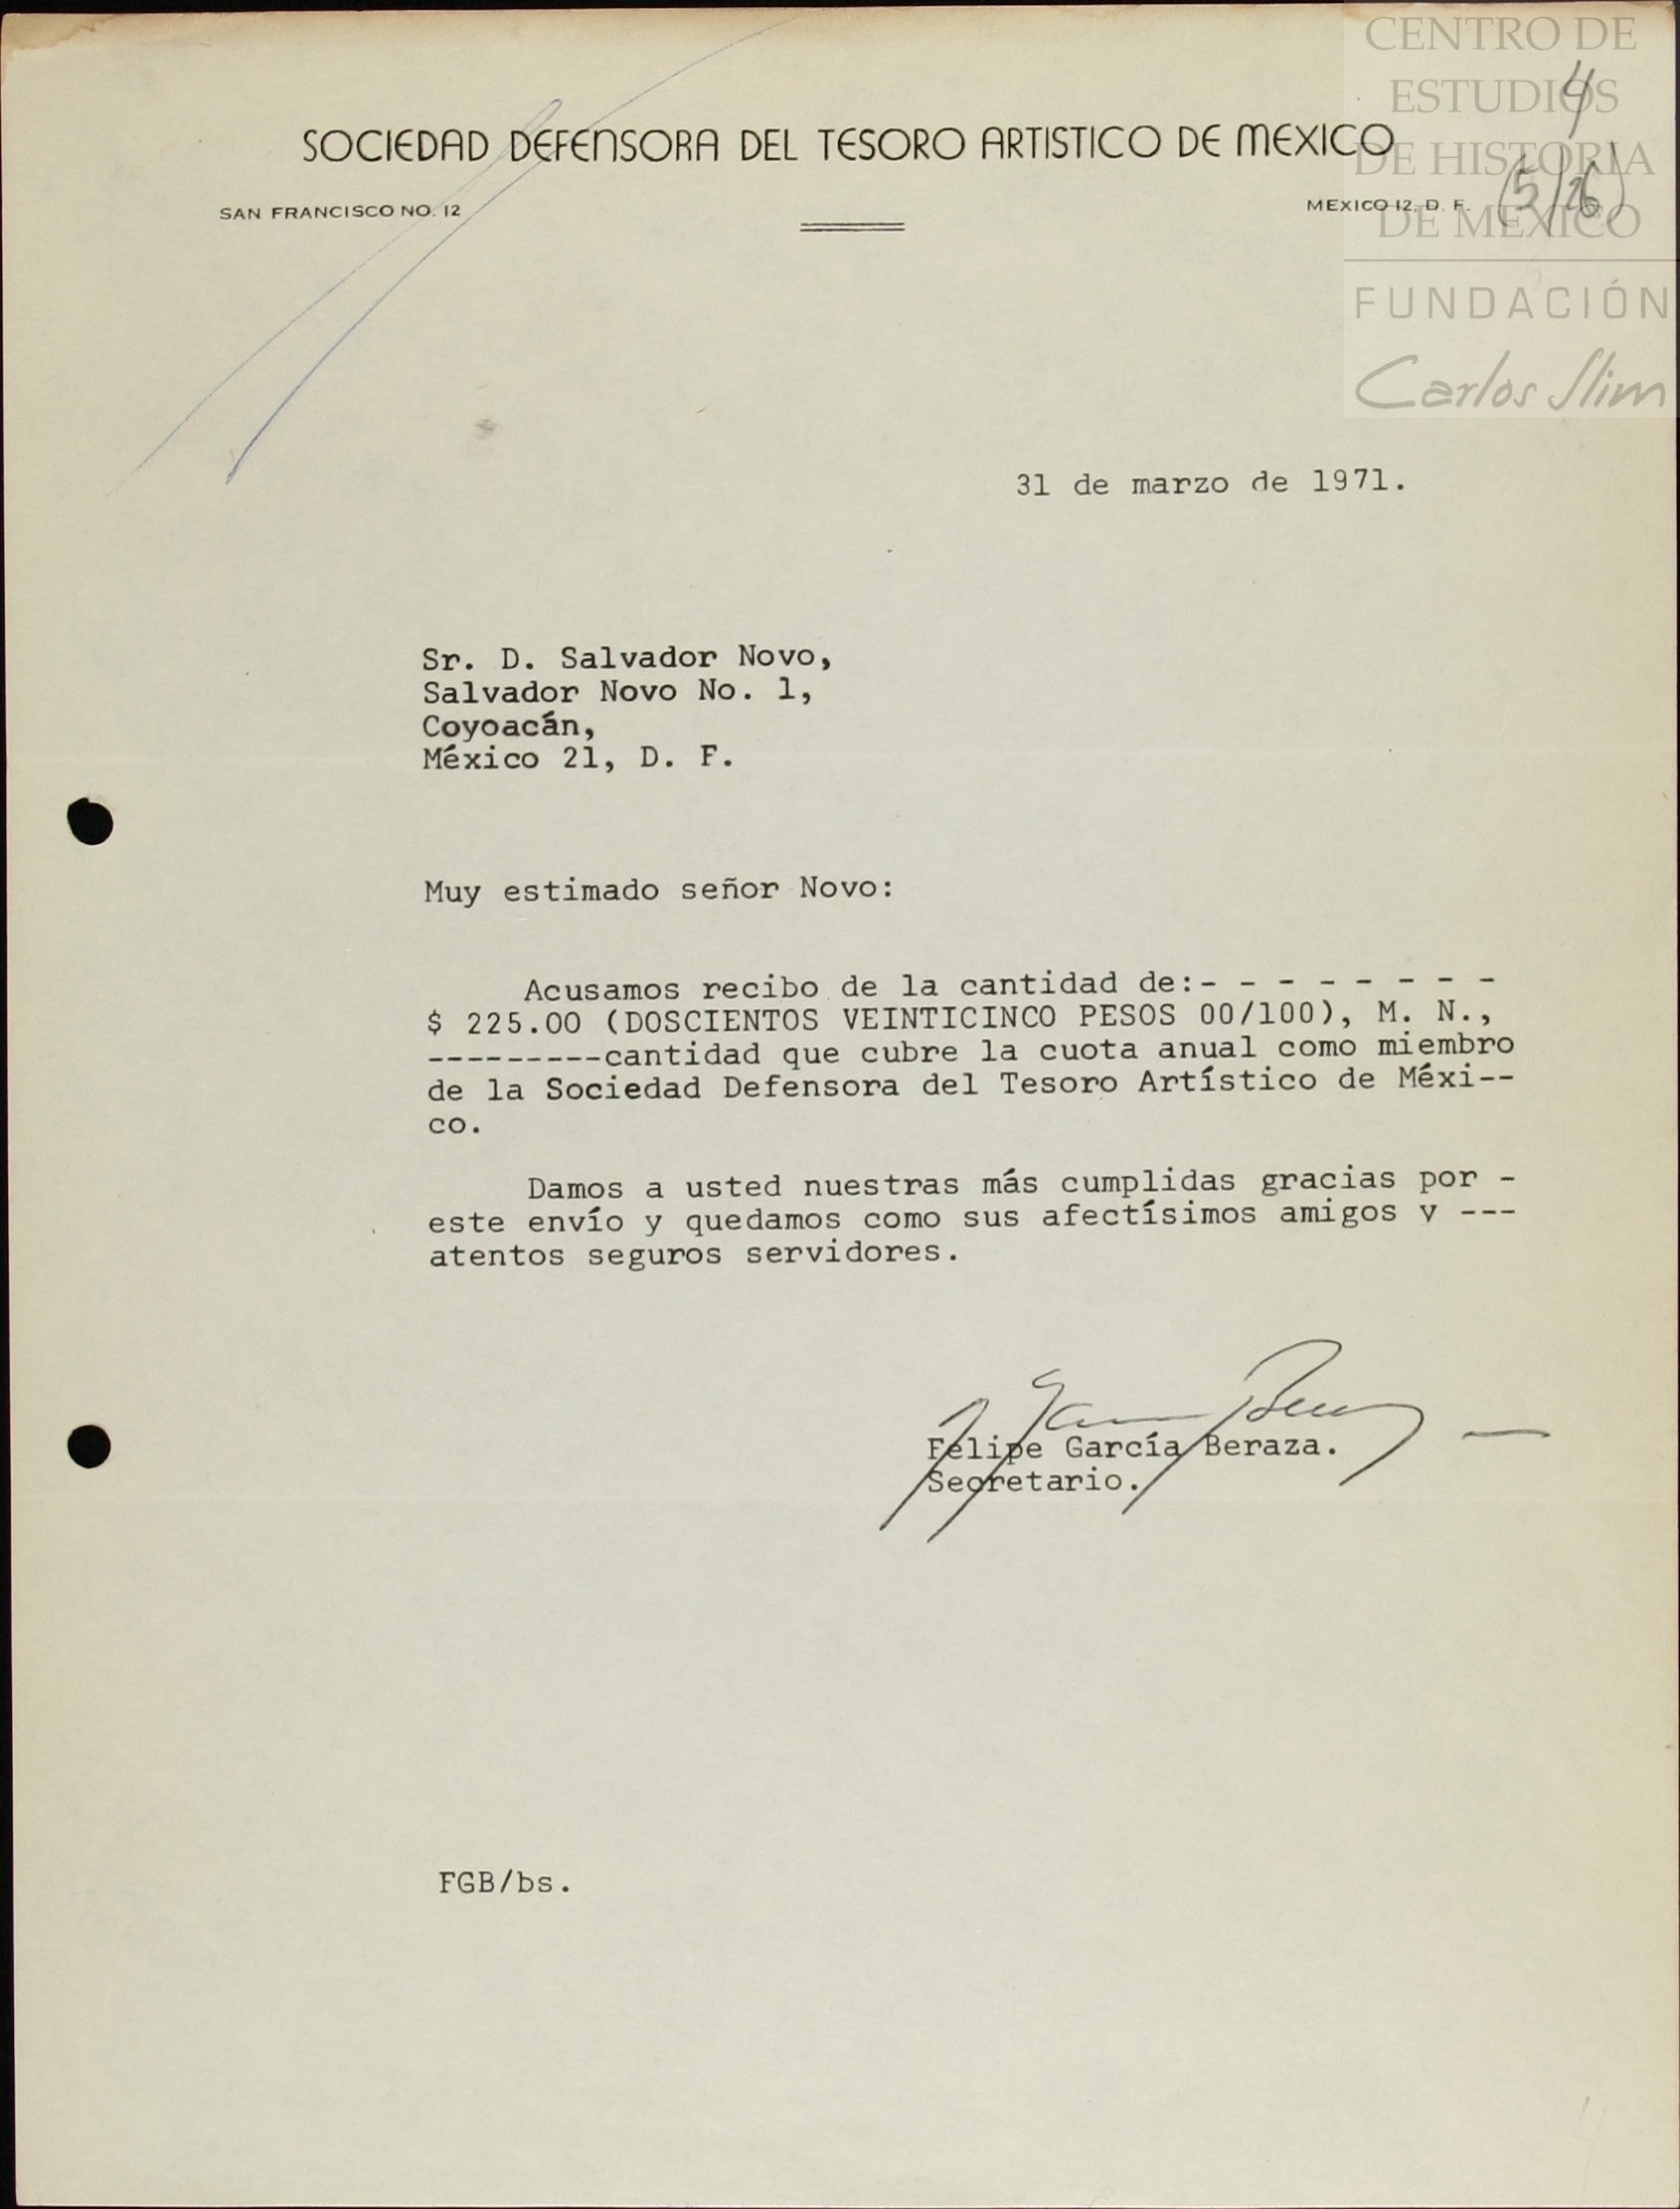 CENTRO DE
ESTUDIOS
DE HISTORIA
DE MÉXICO
FUNDACIÓN
Carlos Slim
4
(5/26)
SOCIEDAD DEFENSORA DEL TESORO ARTISTICO DE MEXICO
SAN FRANCISCO NO. 12
MEXICO 12, D. F.
31 de marzo de 1971.
Sr. D. Salvador Novo,
Salvador Novo No. 1,
Coyoacán,
México 21, D. F.
Muy estimado señor Novo:
Acusamos recibo de la cantidad de:- - - - - - - -
$ 225.00 (DOSCIENTOS VEINTICINCO PESOS 00/100), M. N.,
---------cantidad que cubre la cuota anual como miembro
de la Sociedad Defensora del Tesoro Artístico de Méxi--
co.
Damos a usted nuestras más cumplidas gracias por -
este envío y quedamos como sus afectísimos amigos y ---
atentos seguros servidores.
Felipe García Beraza.
Secretario.
FGB/bs.